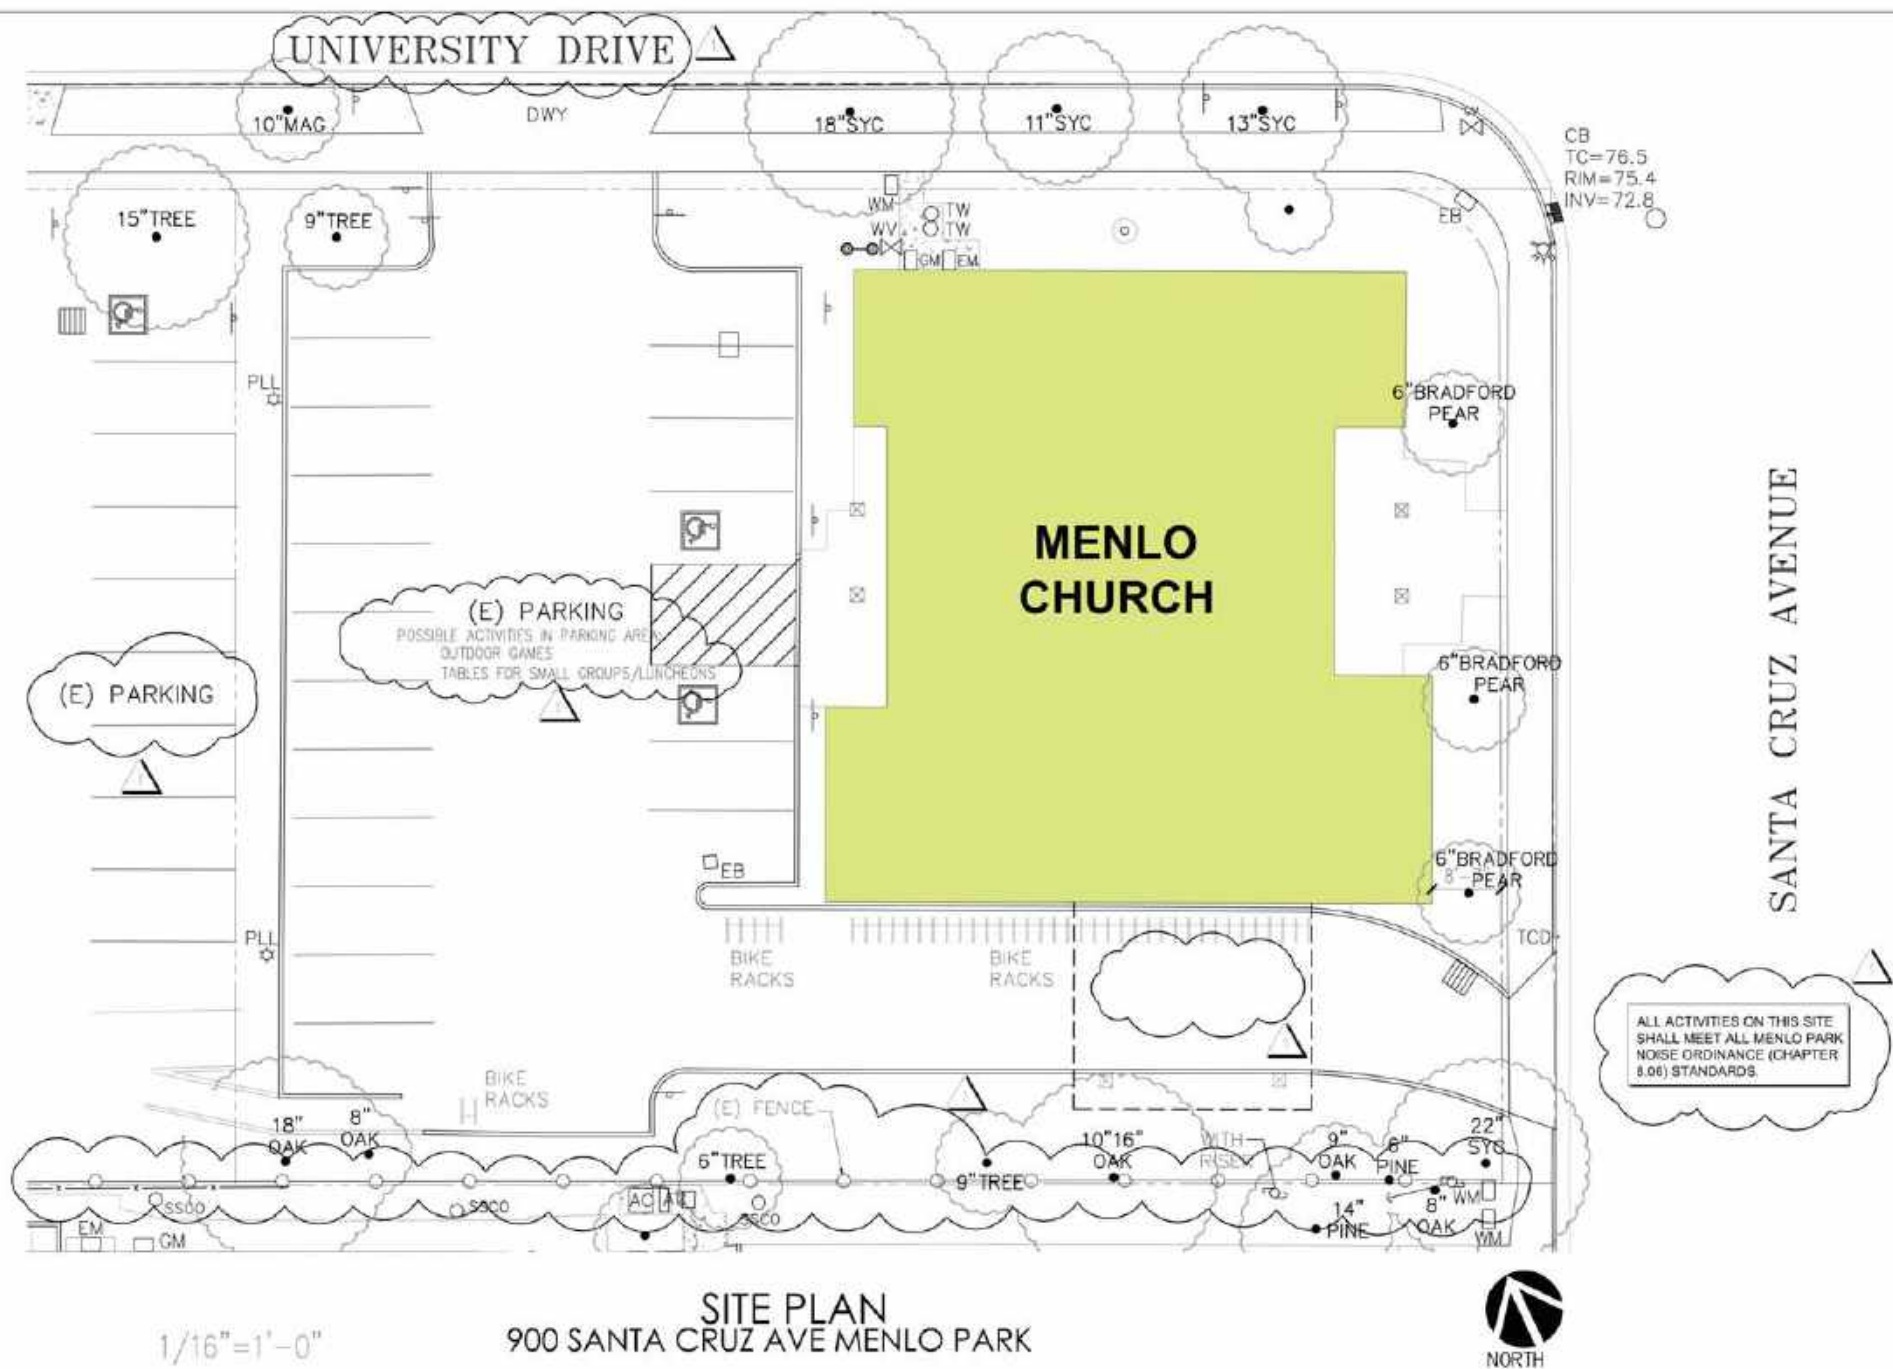 UNIVERSITY DRIVE
10"MAG.
DWY
18"SYC
11"SYC
13"SYC
CB
TC=76.5
RIM=75.4
INV=72.8
15"TREE
9"TREE
WM
TW
WV
TW
GM
EM
EB
PLL
6"BRADFORD
PEAR
MENLO
CHURCH
SANTA CRUZ AVENUE
(E) PARKING
POSSIBLE ACTIVITIES IN PARKING AREA:
OUTDOOR GAMES
TABLES FOR SMALL GROUPS/LUNCHEONS
(E) PARKING
6"BRADFORD
PEAR
EB
6"BRADFORD
PEAR
PLL
BIKE
RACKS
BIKE
RACKS
TCD
ALL ACTIVITIES ON THIS SITE
SHALL MEET ALL MENLO PARK
NOISE ORDINANCE (CHAPTER
8.06) STANDARDS.
BIKE
RACKS
(E) FENCE
18"
OAK
8"
OAK
6"TREE
9"TREE
10"16"
OAK
WITH
9"
OAK
6"
PINE
22"
SYC
SSCO
SSCO
AC
SSCO
14"
PINE
8"
OAK
WM
WM
EM
GM
SITE PLAN
900 SANTA CRUZ AVE MENLO PARK
1/16"=1'-0"
NORTH